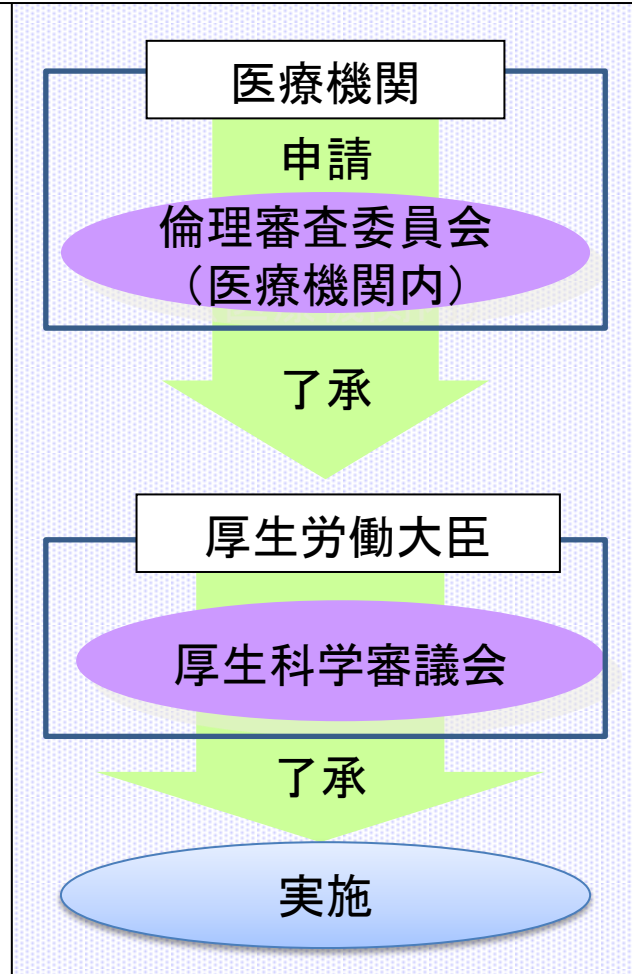 医療機関
申請
倫理審査委員会
（医療機関内）
了承
厚生労働大臣
厚生科学審議会
了承
実施